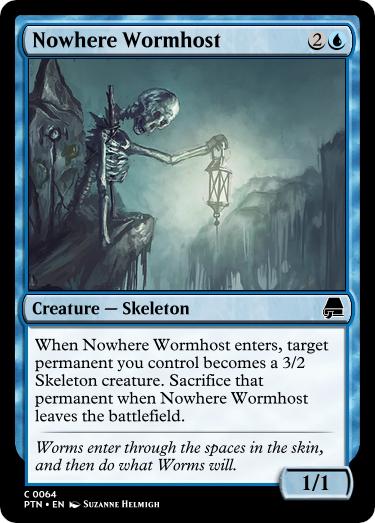 Nowhere Wormhost 2
Creature — Skeleton
When Nowhere Wormhost enters, target
permanent you control becomes a 3/2
Skeleton creature. Sacrifice that
permanent when Nowhere Wormhost
leaves the battlefield.
Worms enter through the spaces in the skin,
and then do what Worms will.
1/1
C 0064
PTN • EN Suzanne Helmigh